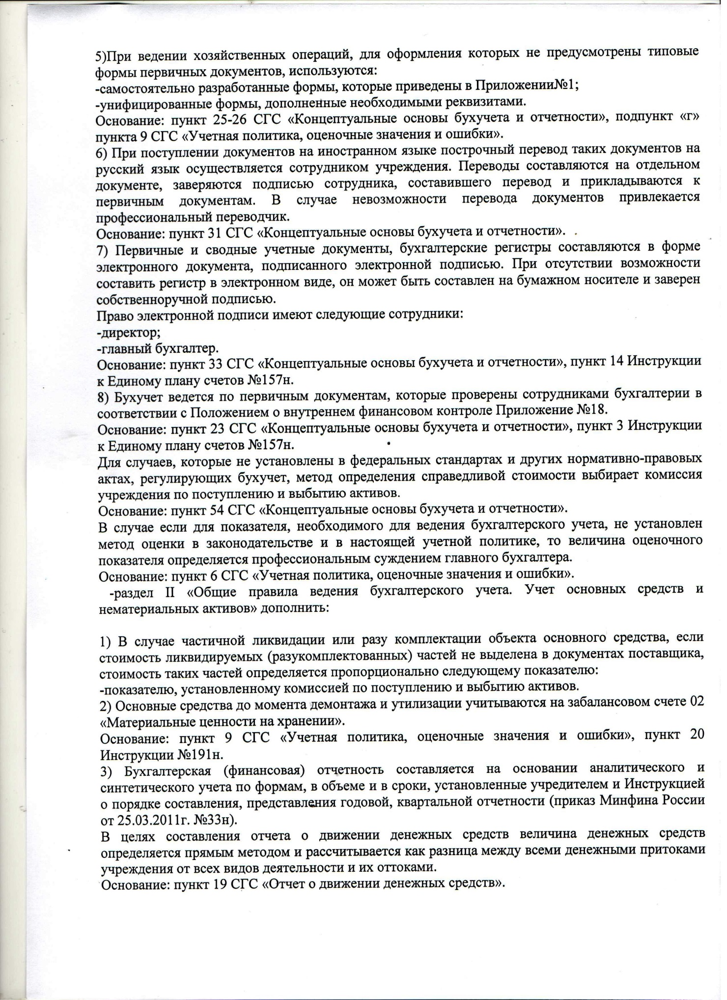 5)При ведении хозяйственных операций, для оформления которых не предусмотрены типовые
формы первичных документов, используются:
-самостоятельно разработанные формы, которые приведены в Приложении№1;
-унифицированные формы, дополненные необходимыми реквизитами.
Основание: пункт 25-26 СГС «Концептуальные основы бухучета и отчетности», подпункт «г»
пункта 9 СГС «Учетная политика, оценочные значения и ошибки».
6) При поступлении документов на иностранном языке построчный перевод таких документов на
русский язык осуществляется сотрудником учреждения. Переводы составляются на отдельном
документе, заверяются подписью сотрудника, составившего перевод и прикладываются к
первичным документам. В случае невозможности перевода документов привлекается
профессиональный переводчик.
Основание: пункт 31 СГС «Концептуальные основы бухучета и отчетности».
7) Первичные и сводные учетные документы, бухгалтерские регистры составляются в форме
электронного документа, подписанного электронной подписью. При отсутствии возможности
составить регистр в электронном виде, он может быть составлен на бумажном носителе и заверен
собственноручной подписью.
Право электронной подписи имеют следующие сотрудники:
-директор;
-главный бухгалтер.
Основание: пункт 33 СГС «Концептуальные основы бухучета и отчетности», пункт 14 Инструкции
к Единому плану счетов №157н.
8) Бухучет ведется по первичным документам, которые проверены сотрудниками бухгалтерии в
соответствии с Положением о внутреннем финансовом контроле Приложение №18.
Основание: пункт 23 СГС «Концептуальные основы бухучета и отчетности», пункт 3 Инструкции
к Единому плану счетов №157н.
Для случаев, которые не установлены в федеральных стандартах и других нормативно-правовых
актах, регулирующих бухучет, метод определения справедливой стоимости выбирает комиссия
учреждения по поступлению и выбытию активов.
Основание: пункт 54 СГС «Концептуальные основы бухучета и отчетности».
В случае если для показателя, необходимого для ведения бухгалтерского учета, не установлен
метод оценки в законодательстве и в настоящей учетной политике, то величина оценочного
показателя определяется профессиональным суждением главного бухгалтера.
Основание: пункт 6 СГС «Учетная политика, оценочные значения и ошибки».
-раздел II «Общие правила ведения бухгалтерского учета. Учет основных средств и
нематериальных активов» дополнить:
1) В случае частичной ликвидации или разу комплектации объекта основного средства, если
стоимость ликвидируемых (разукомплектованных) частей не выделена в документах поставщика,
стоимость таких частей определяется пропорционально следующему показателю:
-показателю, установленному комиссией по поступлению и выбытию активов.
2) Основные средства до момента демонтажа и утилизации учитываются на забалансовом счете 02
«Материальные ценности на хранении».
Основание: пункт 9 СГС «Учетная политика, оценочные значения и ошибки», пункт 20
Инструкции №191н.
3) Бухгалтерская (финансовая) отчетность составляется на основании аналитического и
синтетического учета по формам, в объеме и в сроки, установленные учредителем и Инструкцией
о порядке составления, представления годовой, квартальной отчетности (приказ Минфина России
от 25.03.2011г. №33н).
В целях составления отчета о движении денежных средств величина денежных средств
определяется прямым методом и рассчитывается как разница между всеми денежными притоками
учреждения от всех видов деятельности и их оттоками.
Основание: пункт 19 СГС «Отчет о движении денежных средств».